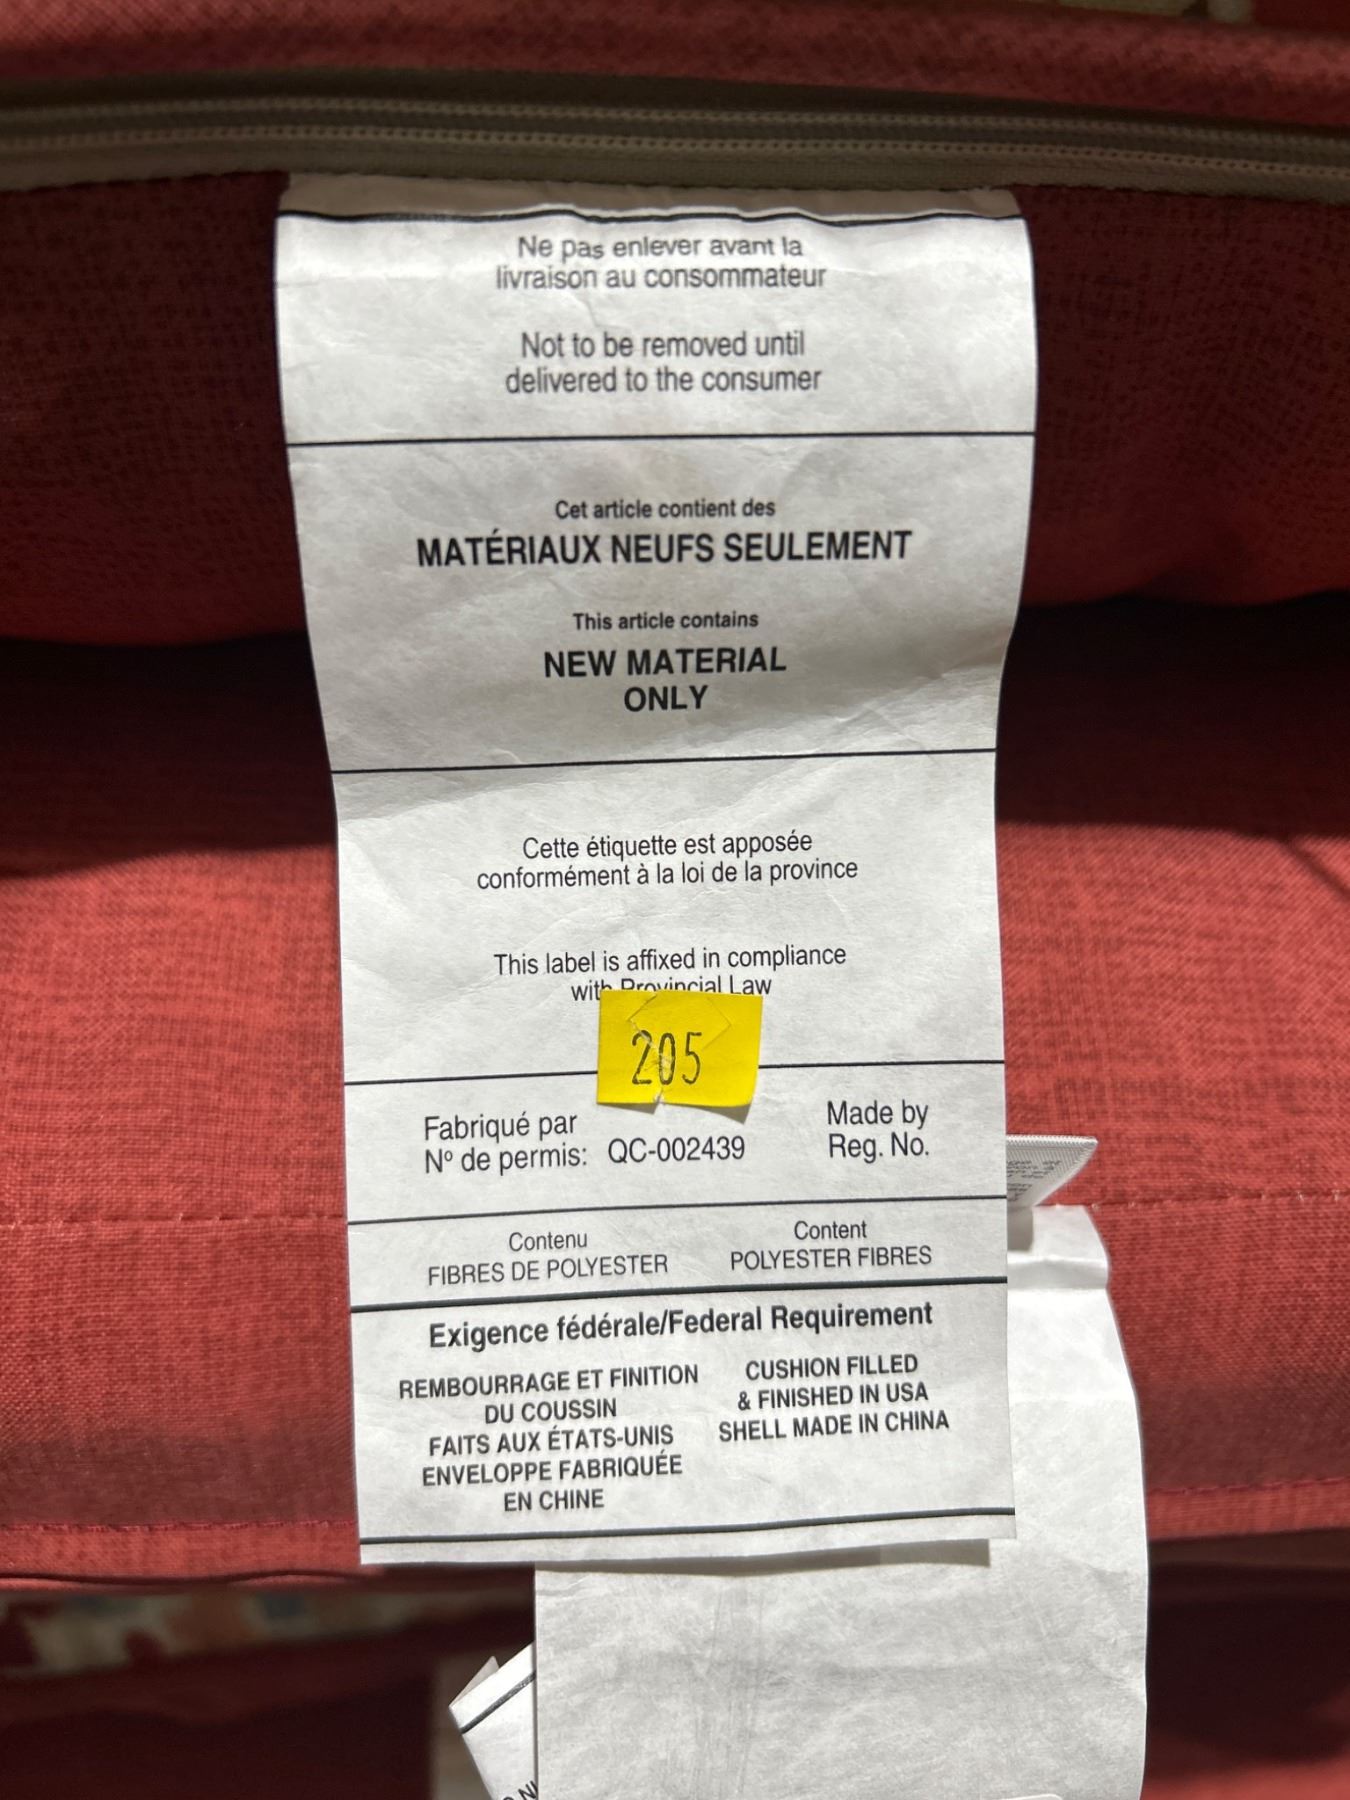 Ne pas enlever avant la
livraison au consommateur
Not to be removed until
delivered to the consumer
Cet article contient des
MATÉRIAUX NEUFS SEULEMENT
This article contains
NEW MATERIAL
ONLY
Cette étiquette est apposée
conformément à la loi de la province
This label is affixed in compliance
with Provincial Law
205
Fabriqué par
Nº de permis: QC-002439
Made by
Reg. No.
Contenu
FIBRES DE POLYESTER
Content
POLYESTER FIBRES
Exigence fédérale/Federal Requirement
REMBOURRAGE ET FINITION
DU COUSSIN
FAITS AUX ÉTATS-UNIS
ENVELOPPE FABRIQUÉE
EN CHINE
CUSHION FILLED
& FINISHED IN USA
SHELL MADE IN CHINA